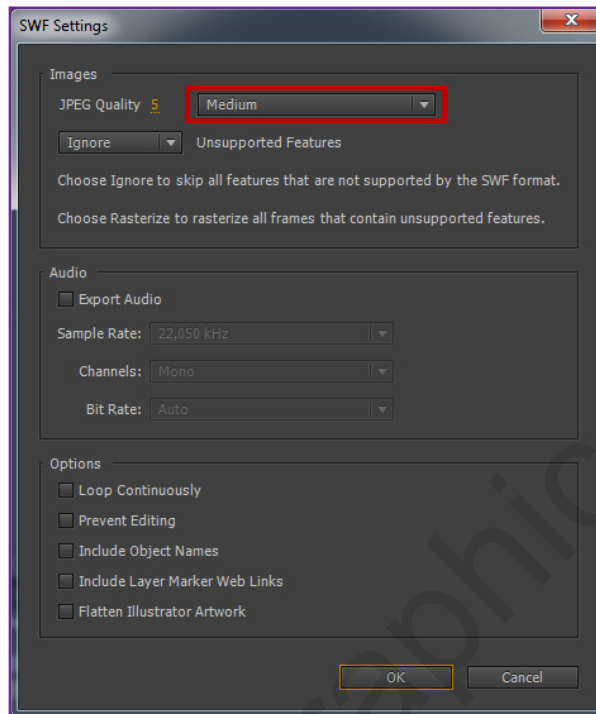 SWF Settings
Images
JPEG Quality 5 Medium
Ignore Unsupported Features
Choose Ignore to skip all features that are not supported by the SWF format.
Choose Rasterize to rasterize all frames that contain unsupported features.
Audio
Export Audio
Sample Rate: 22,050 kHz
Channels: Mono
Bit Rate: Auto
Options
Loop Continuously
Prevent Editing
Include Object Names
Include Layer Marker Web Links
Flatten Illustrator Artwork
OK Cancel
raphic